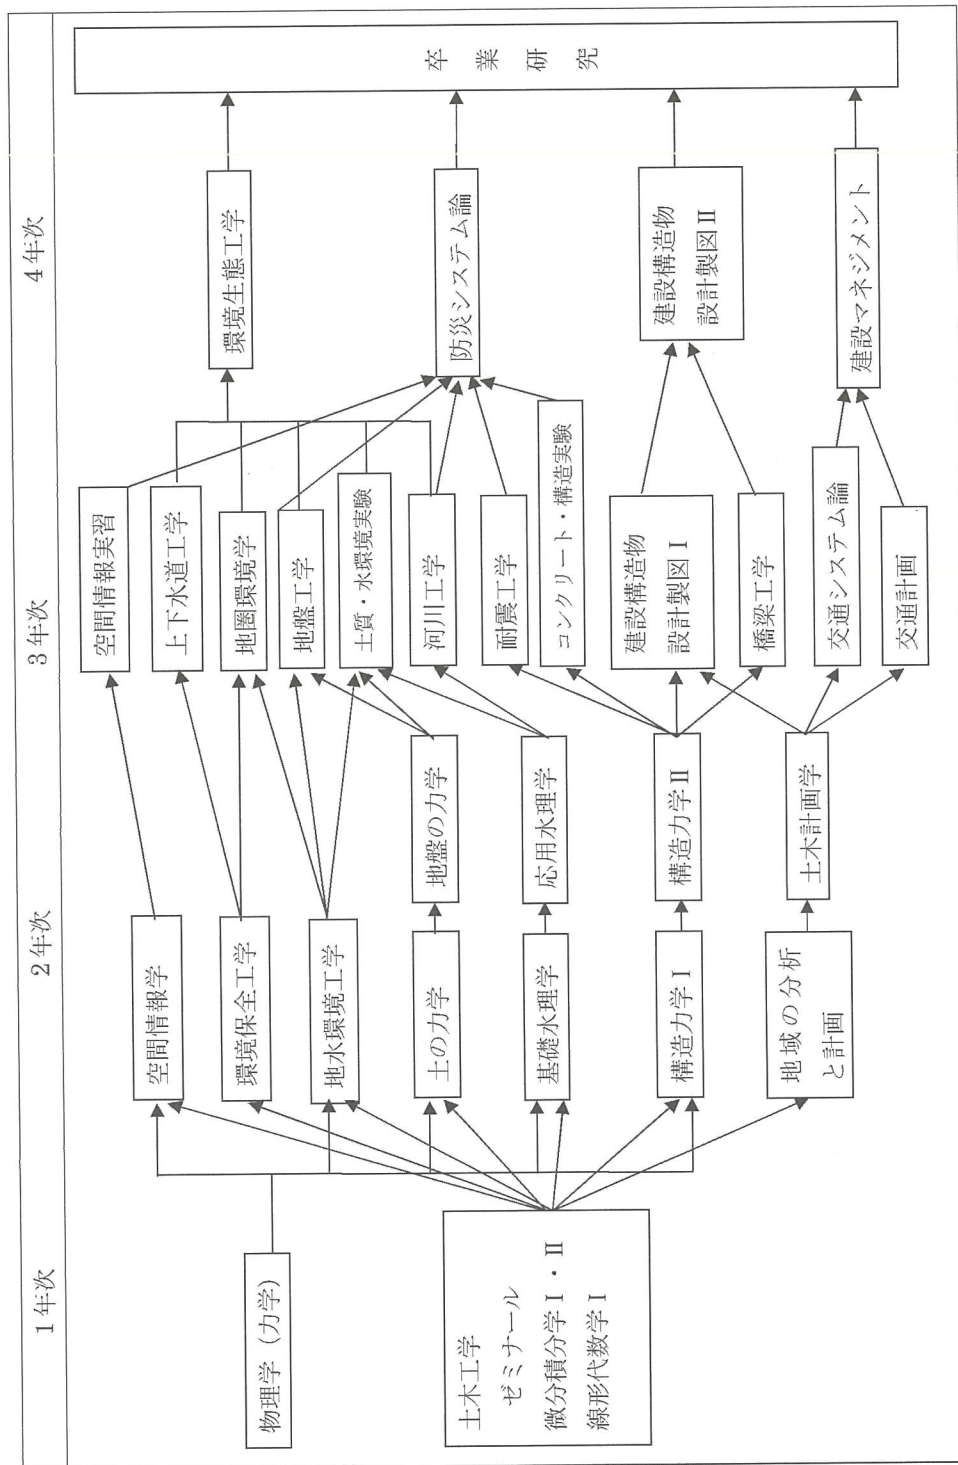 1年次
2年次
3年次
4年次
物理学（力学）
土木工学
ゼミナール
微分積分学Ⅰ・Ⅱ
線形代数学Ⅰ
空間情報学
環境保全工学
地水環境工学
土の力学
基礎水理学
構造力学Ⅰ
地域の分析
と計画
地盤の力学
応用水理学
構造力学Ⅱ
土木計画学
空間情報実習
上下水道工学
地圏環境学
地盤工学
土質・水環境実験
河川工学
耐震工学
コンクリート・構造実験
建設構造物
設計製図Ⅰ
橋梁工学
交通システム論
交通計画
環境生態工学
防災システム論
建設構造物
設計製図Ⅱ
建設マネジメント
卒業研究